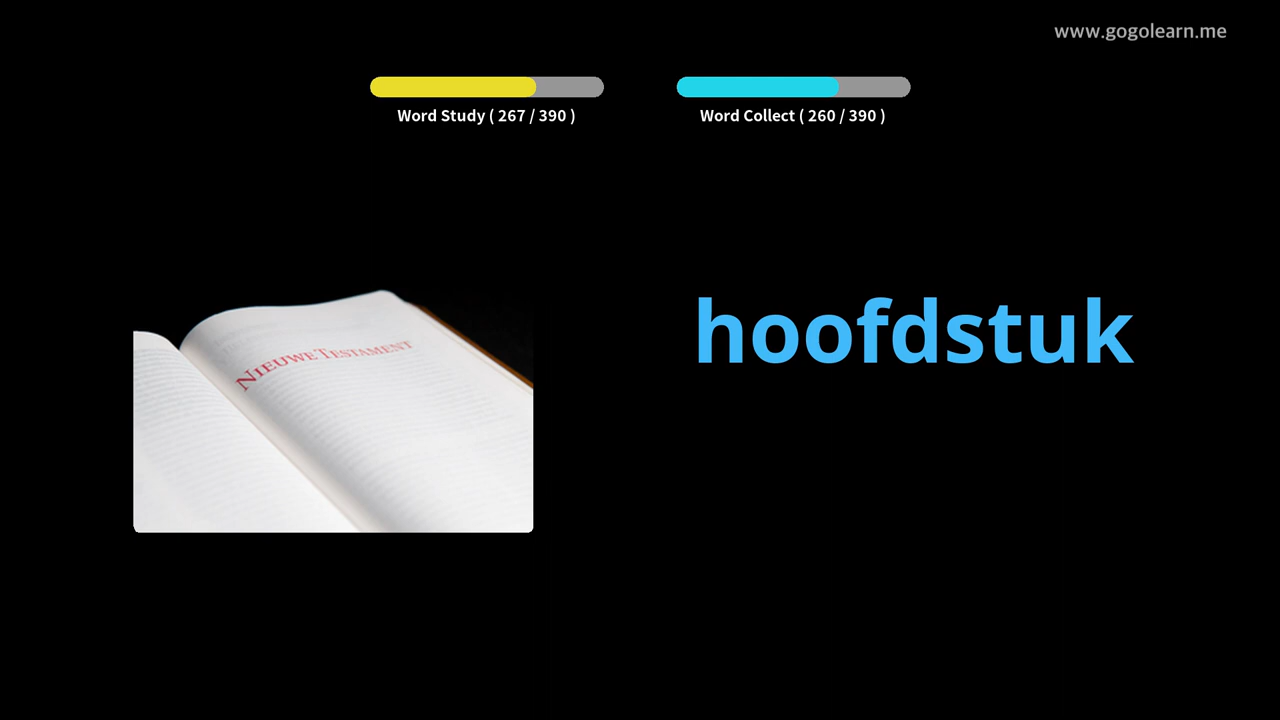 www.gogolearn.me
Word Study ( 267 / 390 )
Word Collect ( 260 / 390 )
NIEUWE TESTAMENT
hoofdstuk